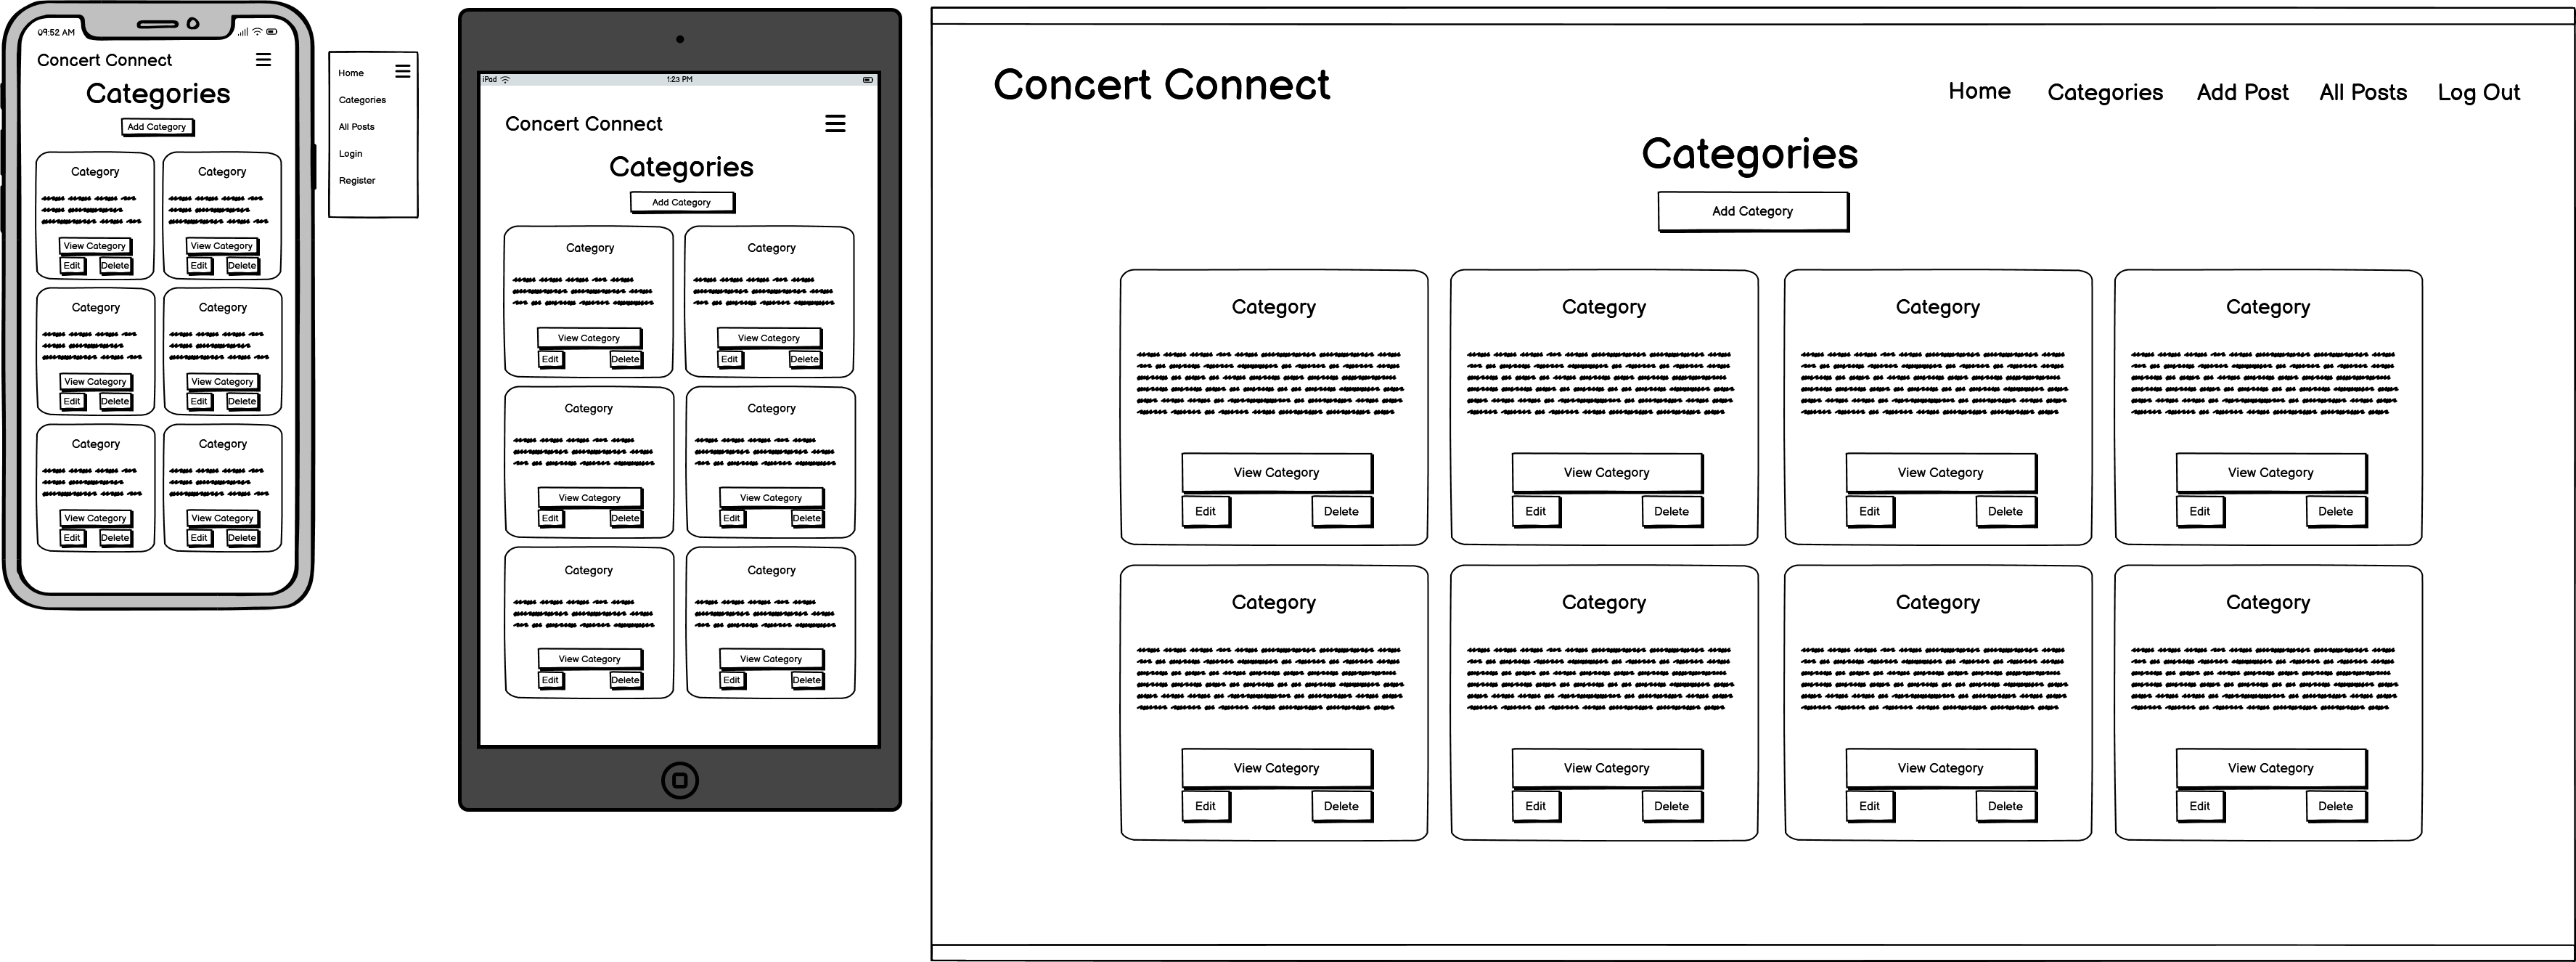 09:52 AM
Concert Connect
Categories
Add Category
Category Category
View Category View Category
Edit Delete Edit Delete
Category Category
View Category View Category
Edit Delete Edit Delete
Category Category
View Category View Category
Edit Delete Edit Delete
Home
Categories
All Posts
Login
Register
iPad 1:23 PM
Concert Connect
Categories
Add Category
Category Category
View Category View Category
Edit Delete Edit Delete
Category Category
View Category View Category
Edit Delete Edit Delete
Category Category
View Category View Category
Edit Delete Edit Delete
Concert Connect Home Categories Add Post All Posts Log Out
Categories
Add Category
Category Category Category Category
View Category View Category View Category View Category
Edit Delete Edit Delete Edit Delete Edit Delete
Category Category Category Category
View Category View Category View Category View Category
Edit Delete Edit Delete Edit Delete Edit Delete